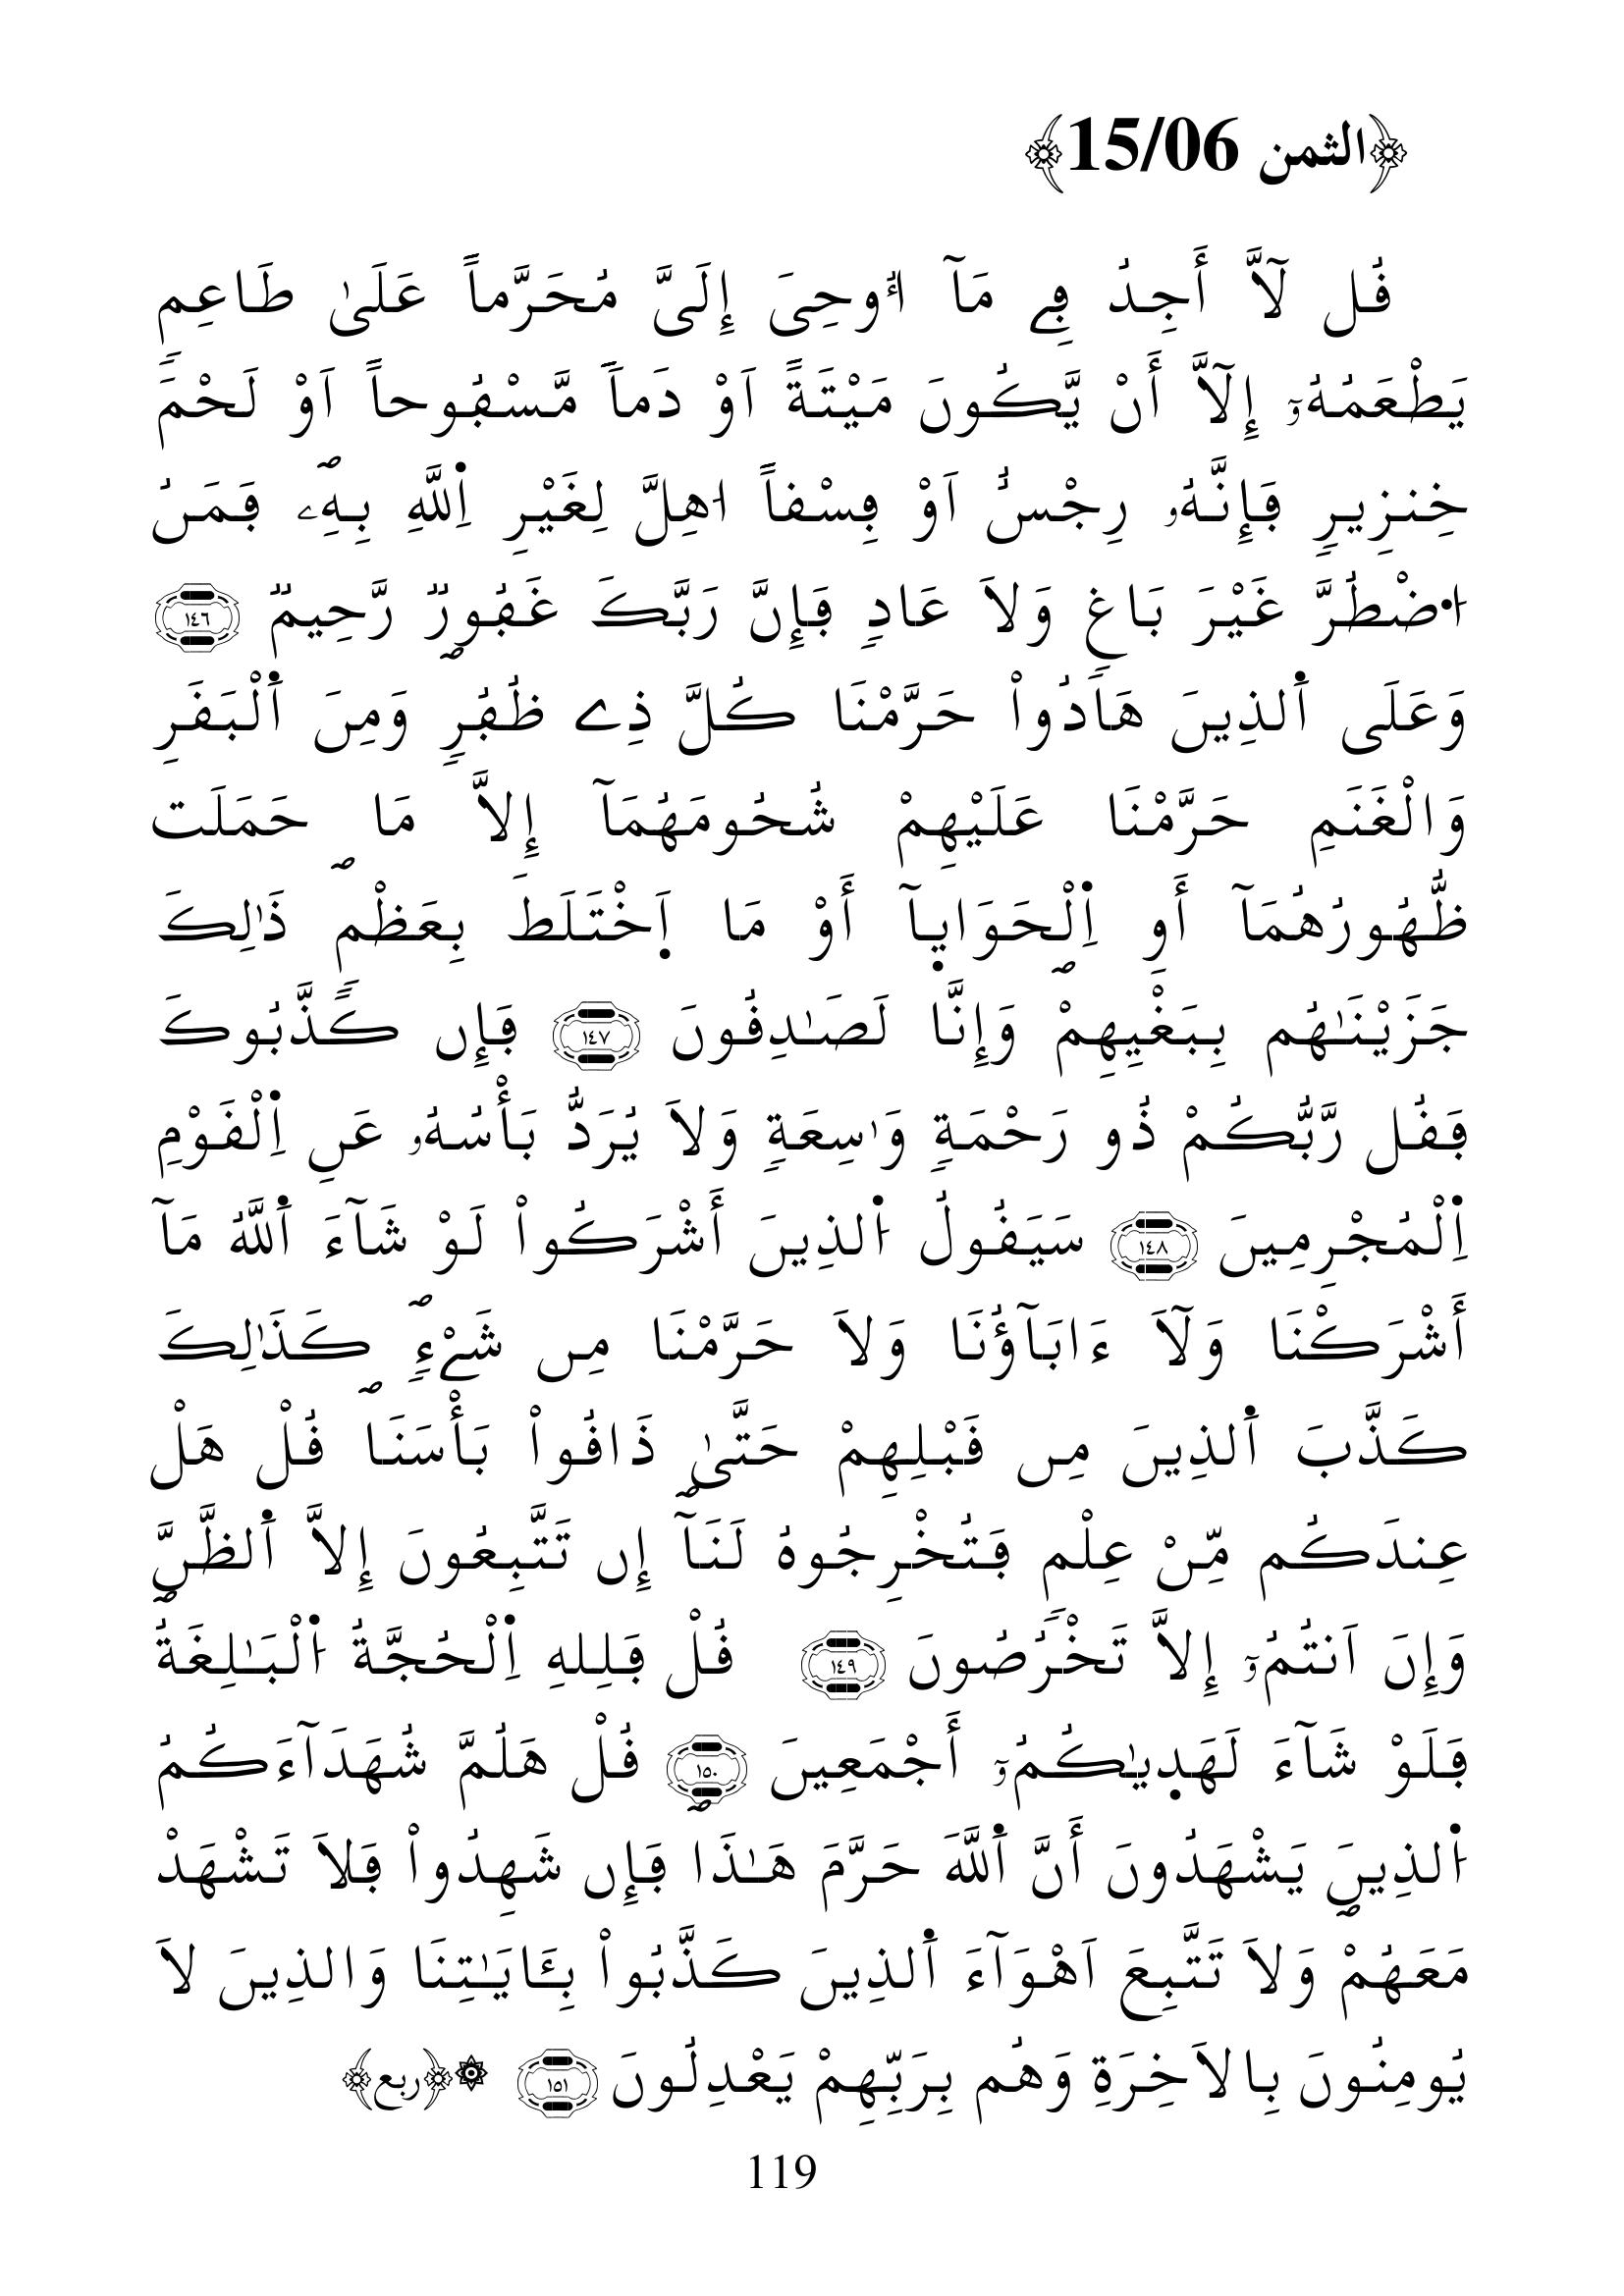 ﴿الثمن 15/06﴾
فُل لَّآ أَجِدُ فِے مَآ ا۟وحِىَ إِلَىَّ مُحَرَّماً عَلَىٰ طَاعِمٖ
يَطْعَمُهُۥٓ إِلَّآ أَنْ يَّكُونَ مَيْتَةً اَوْ دَماٗ مَّسْڢُوحاً اَوْ لَحْمَ
خِنزِيرٖ ڢَإِنَّهُۥ رِجْسُ اَوْ ڢِسْفاً ا۟هِلَّ لِغَيْرِ اِ۬للَّهِ بِهِۦۖ ڢَمَنُ
ا۟ضْطُرَّ غَيْرَ بَاغٖ وَلَا عَادٖ ڢَإِنَّ رَبَّكَ غَڢُورٞ رَّحِيمٞۖ ١٤٦
وَعَلَى اَ۬لذِينَ هَادُوا۟ حَرَّمْنَا كُلَّ ذِے ظُڢُرٖ وَمِنَ اَ۬لْبَفَرِ
وَالْغَنَمِ حَرَّمْنَا عَلَيْهِمْ شُحُومَهُمَآ إِلَّا مَا حَمَلَت
ظُّهُورُهُمَآ أَوِ اِ۬لْحَوَايِآ أَوْ مَا اَ۪خْتَلَطَ بِعَظْمٖۖ ذَٰلِكَ
جَزَيْنَٰهُم بِبَغْيِهِمْۖ وَإِنَّا لَصَٰدِفُونَ ١٤٧ ڢَإِن كَذَّبُوكَ
ڢَفُل رَّبُّكُمْ ذُو رَحْمَةٖ وَٰسِعَةٖ وَلَا يُرَدُّ بَأْسُهُۥ عَنِ اِ۬لْفَوْمِ
اِ۬لْمُجْرِمِينَ ١٤٨ سَيَفُولُ ا۬لذِينَ أَشْرَكُوا۟ لَوْ شَآءَ اَ۬للَّهُ مَآ
أَشْرَكْنَا وَلَآ ءَابَآؤُنَا وَلَا حَرَّمْنَا مِن شَےْءٖۖ كَذَٰلِكَ
كَذَّبَ اَ۬لذِينَ مِن فَبْلِهِمْ حَتَّىٰ ذَافُوا۟ بَأْسَنَاۖ فُلْ هَلْ
عِندَكُم مِّنْ عِلْمٖ ڢَتُخْرِجُوهُ لَنَآۖ إِن تَتَّبِعُونَ إِلَّا اَ۬لظَّنَّ
وَإِنَ اَنتُمُۥٓ إِلَّا تَخْرُصُونَۖ ١٤٩ فُلْ ڢَلِلهِ اِ۬لْحُجَّةُ ا۬لْبَٰلِغَةُ
ڢَلَوْ شَآءَ لَهَدٜيٰكُمُۥٓ أَجْمَعِينَ ١٥٠ فُلْ هَلُمَّ شُهَدَآءَكُمُ
ا۬لذِينَ يَشْهَدُونَ أَنَّ اَ۬للَّهَ حَرَّمَ هَٰذَاۖ ڢَإِن شَهِدُوا۟ ڢَلَا تَشْهَدْ
مَعَهُمْۖ وَلَا تَتَّبِعَ اَهْوَآءَ اَ۬لذِينَ كَذَّبُوا۟ بِـَٔايَٰتِنَا وَالذِينَ لَا
يُومِنُونَ بِالَاخِرَةِ وَهُم بِرَبِّهِمْ يَعْدِلُونَ ١٥١ ۞﴿ربع﴾
119